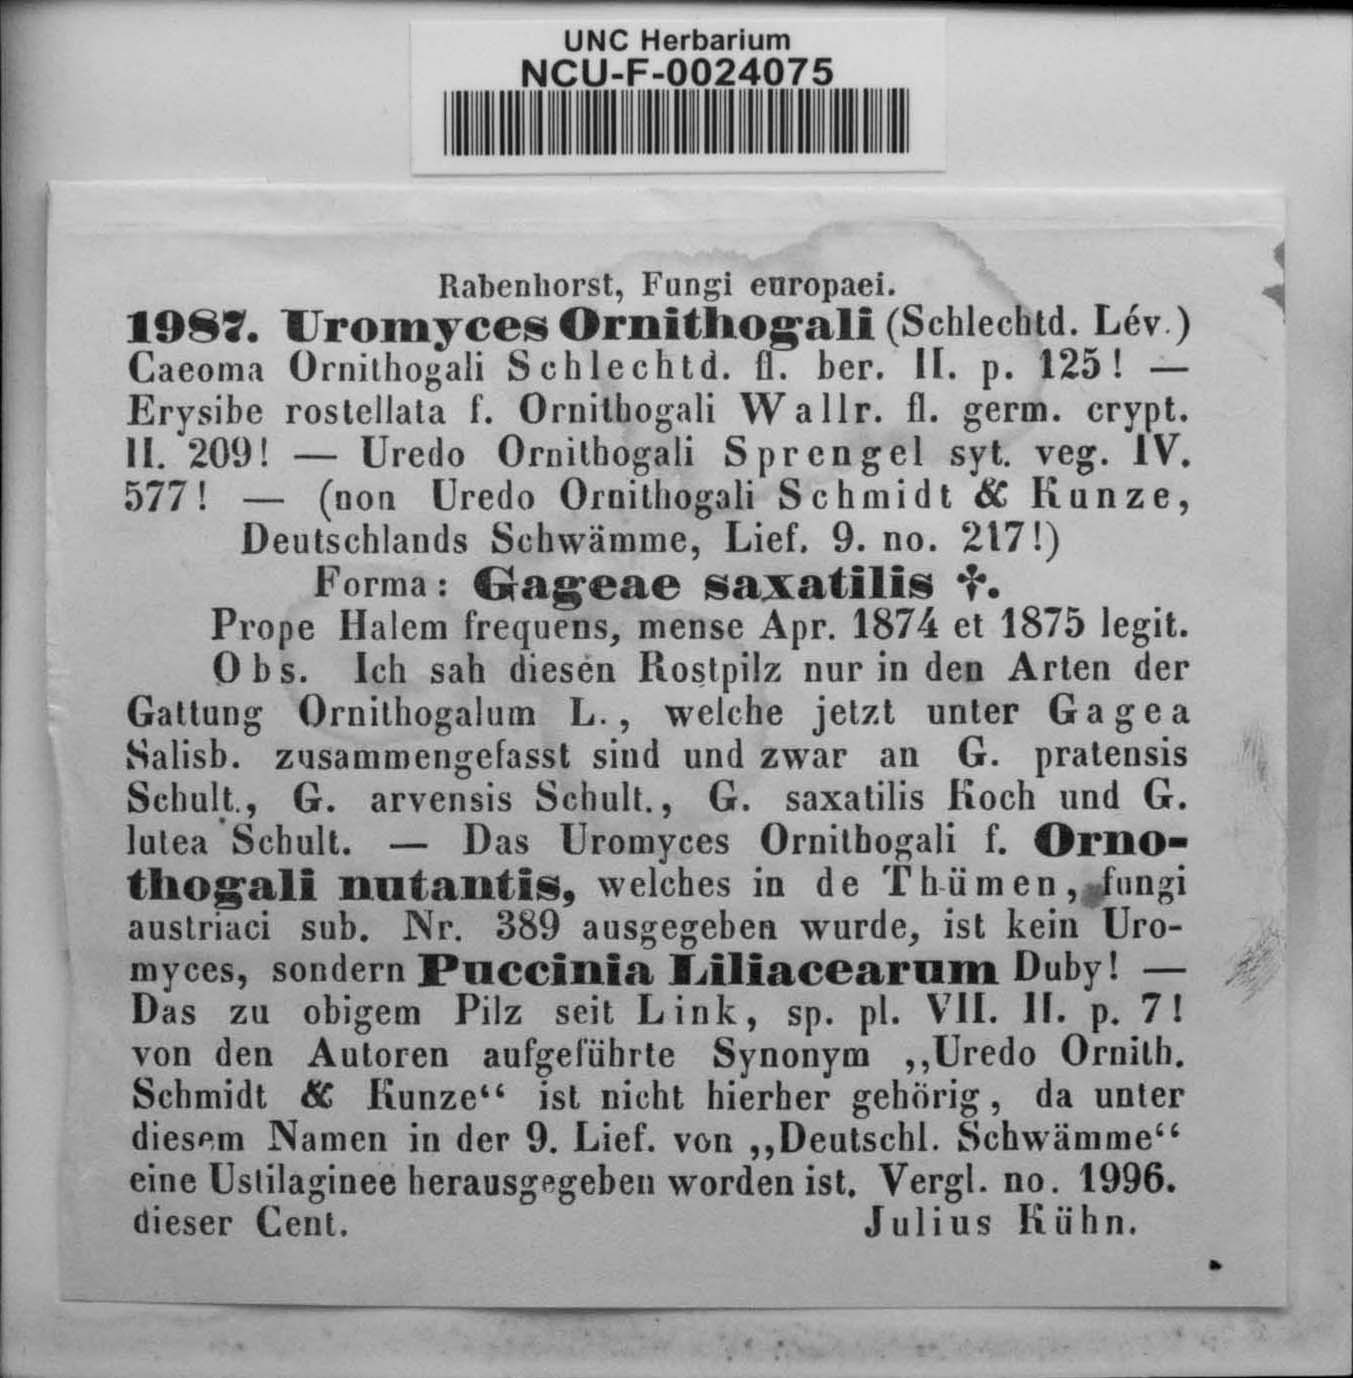 UNC Herbarium
NCU-F-0024075
Rabenhorst, Fungi europaei.
1987. Uromyces Ornithogali (Schlechtd. Lév.)
Caeoma Ornithogali Schlechtd. fl. ber. II. p. 125! —
Erysibe rostellata f. Ornithogali Wallr. fl. germ. crypt.
II. 209! — Uredo Ornithogali Sprengel syt. veg. IV.
577! — (non Uredo Ornithogali Schmidt & Kunze,
Deutschlands Schwämme, Lief. 9. no. 217!)
Forma: Gageae saxatilis †.
Prope Halem frequens, mense Apr. 1874 et 1875 legit.
Obs. Ich sah diesen Rostpilz nur in den Arten der
Gattung Ornithogalum L., welche jetzt unter Gagea
Salisb. zusammengefasst sind und zwar an G. pratensis
Schult., G. arvensis Schult., G. saxatilis Koch und G.
lutea Schult. — Das Uromyces Ornithogali f. Orno-
thogali nutantis, welches in de Thümen, fungi
austriaci sub. Nr. 389 ausgegeben wurde, ist kein Uro-
myces, sondern Puccinia Liliacearum Duby! —
Das zu obigem Pilz seit Link, sp. pl. VII. II. p. 7!
von den Autoren aufgeführte Synonym „Uredo Ornith.
Schmidt & Kunze“ ist nicht hierher gehörig, da unter
diesem Namen in der 9. Lief. von „Deutschl. Schwämme“
eine Ustilaginee herausgegeben worden ist. Vergl. no. 1996.
dieser Cent. Julius Kühn.